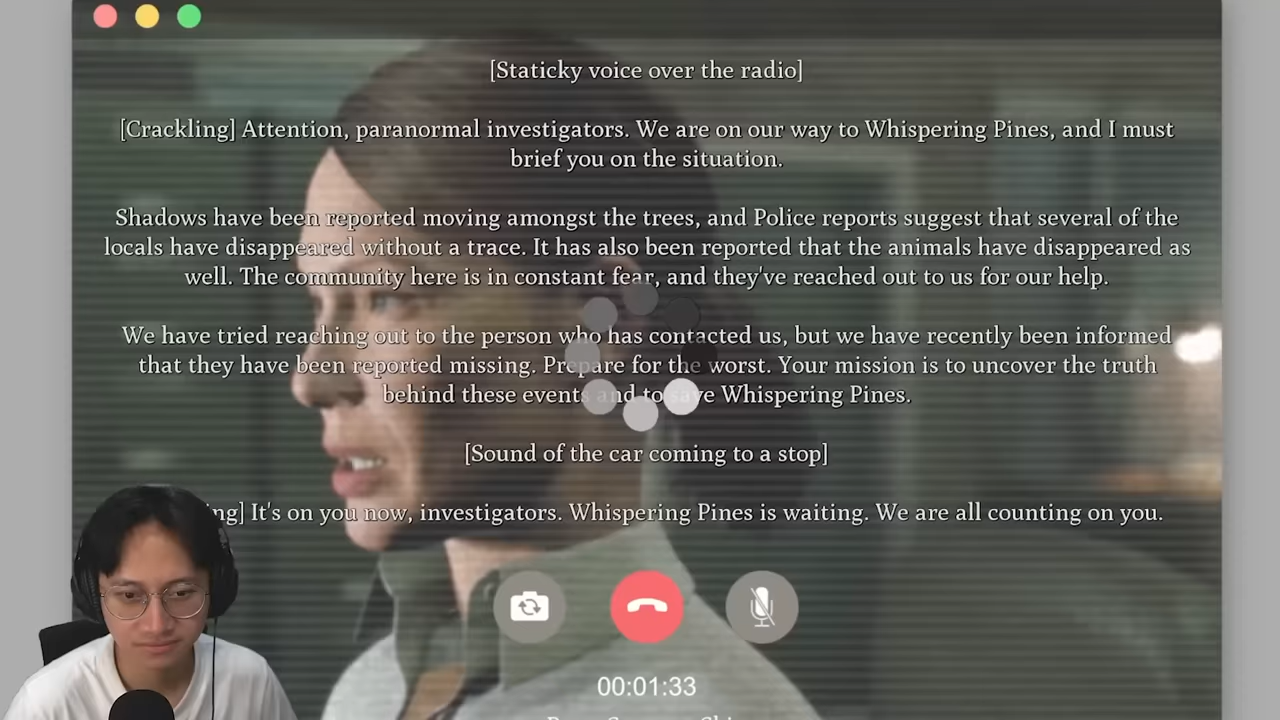 [Staticky voice over the radio]
[Crackling] Attention, paranormal investigators. We are on our way to Whispering Pines, and I must
brief you on the situation.
Shadows have been reported moving amongst the trees, and Police reports suggest that several of the
locals have disappeared without a trace. It has also been reported that the animals have disappeared as
well. The community here is in constant fear, and they've reached out to us for our help.
We have tried reaching out to the person who has contacted us, but we have recently been informed
that they have been reported missing. Prepare for the worst. Your mission is to uncover the truth
behind these events and to save Whispering Pines.
[Sound of the car coming to a stop]
It's on you now, investigators. Whispering Pines is waiting. We are all counting on you.
00:01:33